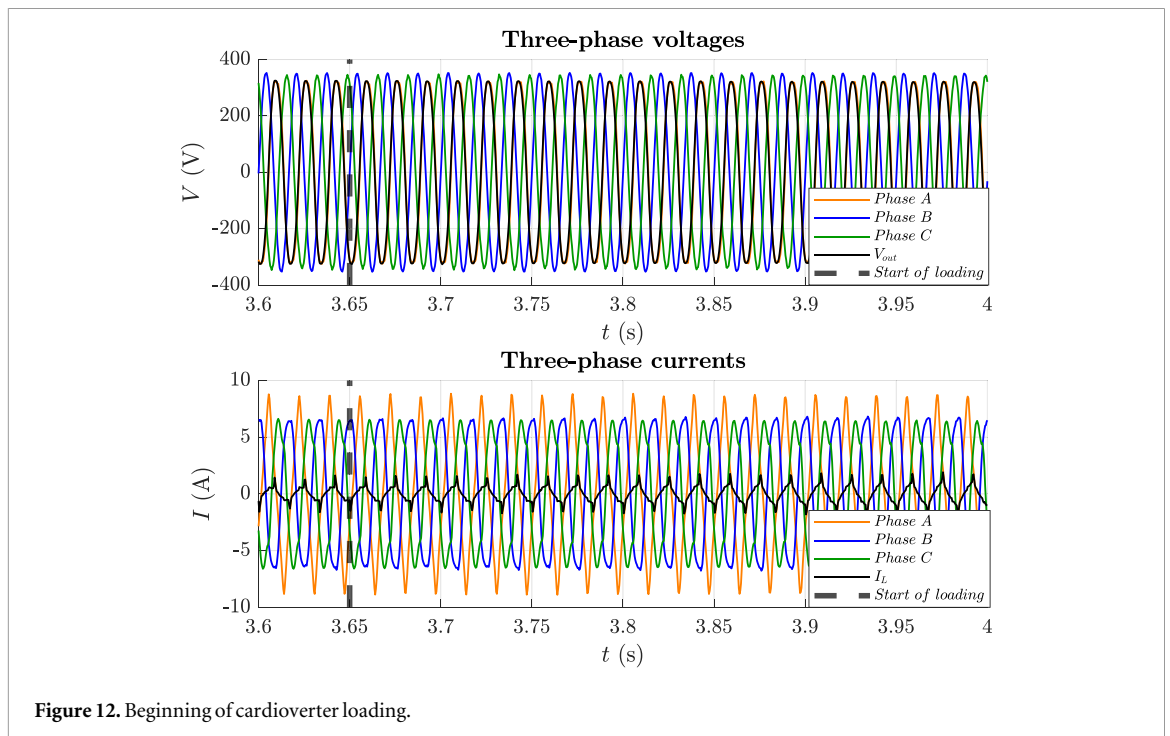 Three-phase voltages
400
200
0
-200
-400
V (V)
Phase A
Phase B
Phase C
V_out
Start of loading
3.6 3.65 3.7 3.75 3.8 3.85 3.9 3.95 4
t (s)
Three-phase currents
10
5
0
-5
-10
I (A)
Phase A
Phase B
Phase C
I_L
Start of loading
3.6 3.65 3.7 3.75 3.8 3.85 3.9 3.95 4
t (s)
Figure 12. Beginning of cardioverter loading.